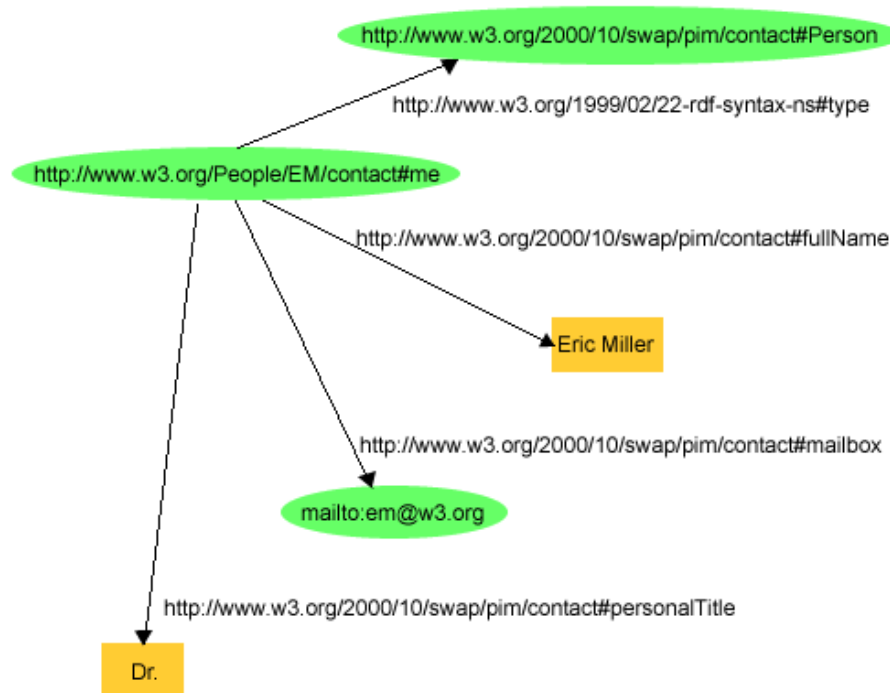 http://www.w3.org/2000/10/swap/pim/contact#Person
http://www.w3.org/1999/02/22-rdf-syntax-ns#type
http://www.w3.org/People/EM/contact#me
http://www.w3.org/2000/10/swap/pim/contact#fullName
Eric Miller
http://www.w3.org/2000/10/swap/pim/contact#mailbox
mailto:em@w3.org
http://www.w3.org/2000/10/swap/pim/contact#personalTitle
Dr.